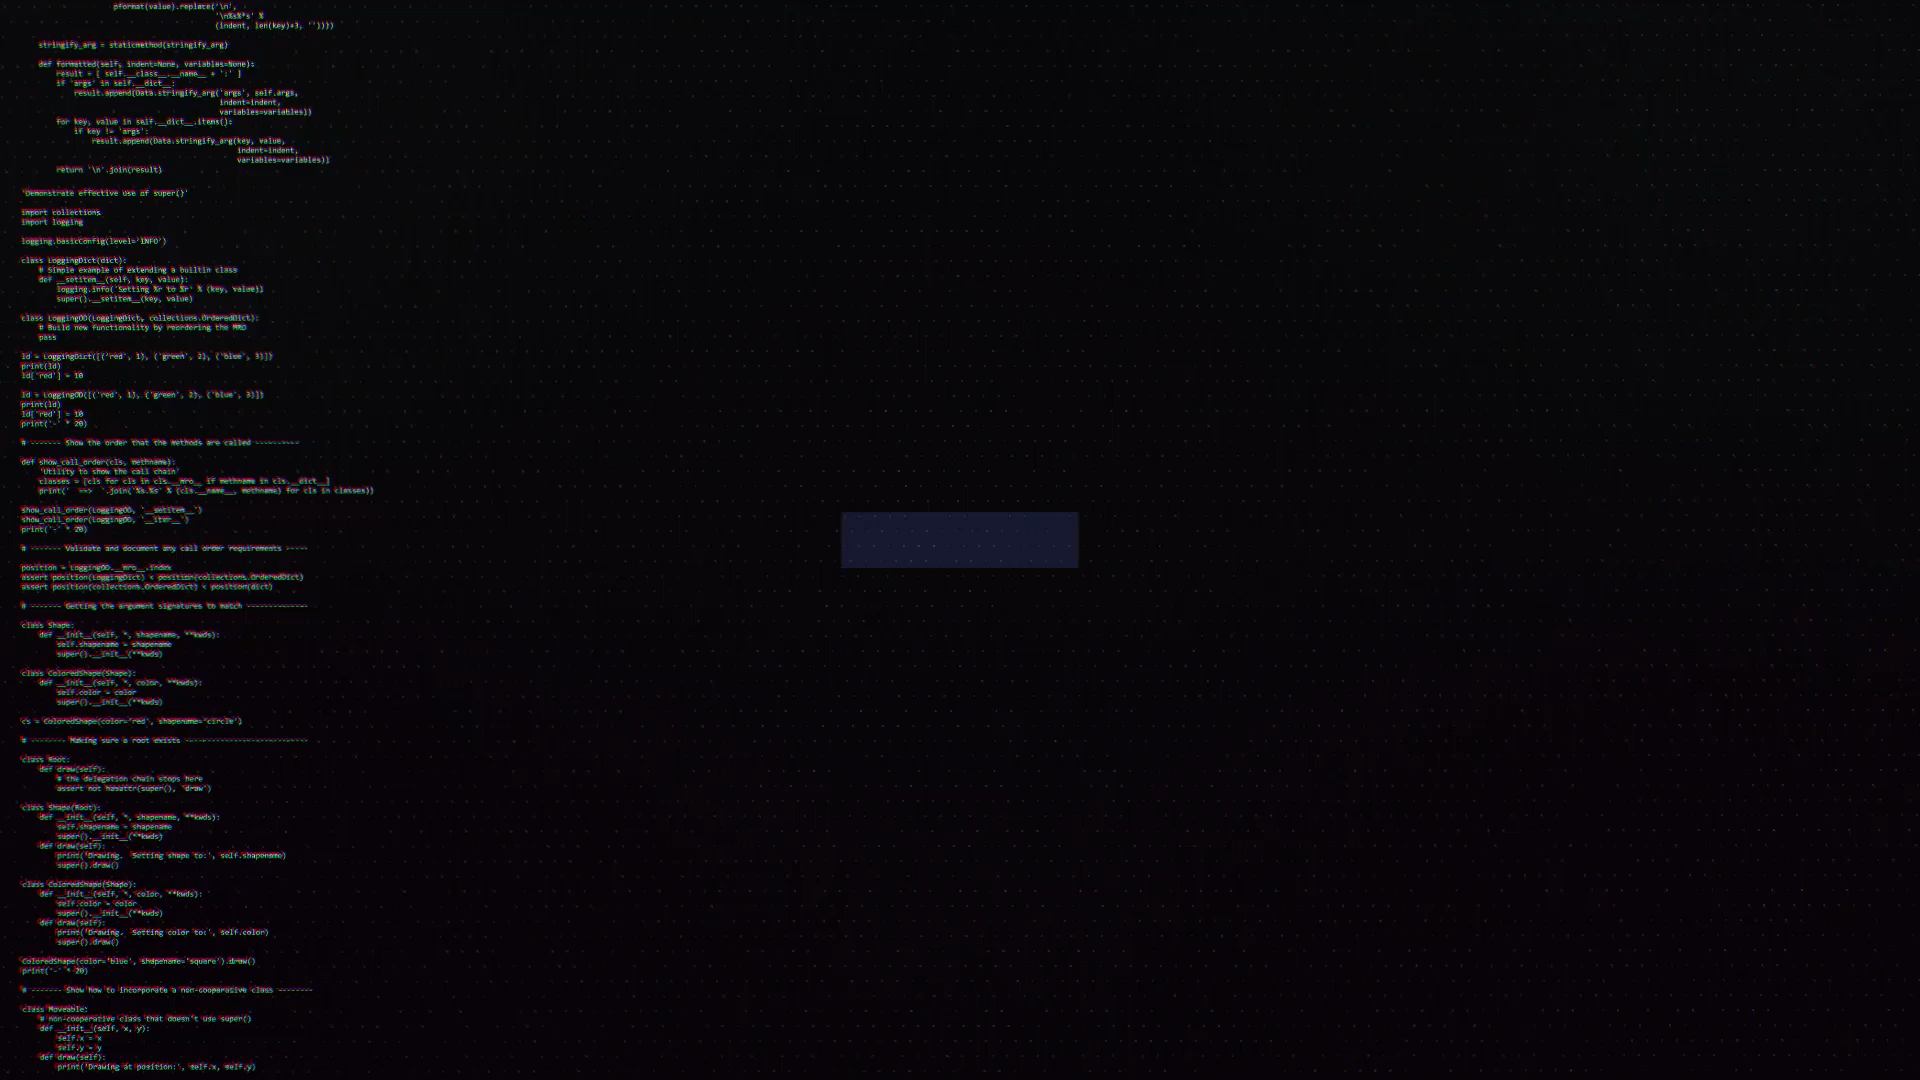 pformat(value).replace('\n',
'\n%s%*s' %
(indent, len(key)+3, ''))))
stringify_arg = staticmethod(stringify_arg)
def formatted(self, indent=None, variables=None):
result = [ self.__class__.__name__ + ':' ]
if 'args' in self.__dict__:
result.append(Data.stringify_arg('args', self.args,
indent=indent,
variables=variables))
for key, value in self.__dict__.items():
if key != 'args':
result.append(Data.stringify_arg(key, value,
indent=indent,
variables=variables))
return '\n'.join(result)
'Demonstrate effective use of super()'
import collections
import logging
logging.basicConfig(level='INFO')
class LoggingDict(dict):
# Simple example of extending a builtin class
def __setitem__(self, key, value):
logging.info('Setting %r to %r' % (key, value))
super().__setitem__(key, value)
class LoggingOD(LoggingDict, collections.OrderedDict):
# Build new functionality by reordering the MRO
pass
ld = LoggingDict([('red', 1), ('green', 2), ('blue', 3)])
print(ld)
ld['red'] = 10
ld = LoggingOD([('red', 1), ('green', 2), ('blue', 3)])
print(ld)
ld['red'] = 10
print('-' * 20)
# ------- Show the order that the methods are called ----------
def show_call_order(cls, methname):
'Utility to show the call chain'
classes = [cls for cls in cls.__mro__ if methname in cls.__dict__]
print('  ==>  '.join('%s.%s' % (cls.__name__, methname) for cls in classes))
show_call_order(LoggingOD, '__setitem__')
show_call_order(LoggingOD, '__iter__')
print('-' * 20)
# ------- Validate and document any call order requirements -----
position = LoggingOD.__mro__.index
assert position(LoggingDict) < position(collections.OrderedDict)
assert position(collections.OrderedDict) < position(dict)
# ------- Getting the argument signatures to match --------------
class Shape:
def __init__(self, *, shapename, **kwds):
self.shapename = shapename
super().__init__(**kwds)
class ColoredShape(Shape):
def __init__(self, *, color, **kwds):
self.color = color
super().__init__(**kwds)
cs = ColoredShape(color='red', shapename='circle')
# -------- Making sure a root exists ----------------------------
class Root:
def draw(self):
# the delegation chain stops here
assert not hasattr(super(), 'draw')
class Shape(Root):
def __init__(self, *, shapename, **kwds):
self.shapename = shapename
super().__init__(**kwds)
def draw(self):
print('Drawing.  Setting shape to:', self.shapename)
super().draw()
class ColoredShape(Shape):
def __init__(self, *, color, **kwds):
self.color = color
super().__init__(**kwds)
def draw(self):
print('Drawing.  Setting color to:', self.color)
super().draw()
ColoredShape(color='blue', shapename='square').draw()
print('-' * 20)
# ------- Show how to incorporate a non-cooperative class --------
class Moveable:
# non-cooperative class that doesn't use super()
def __init__(self, x, y):
self.x = x
self.y = y
def draw(self):
print('Drawing at position:', self.x, self.y)